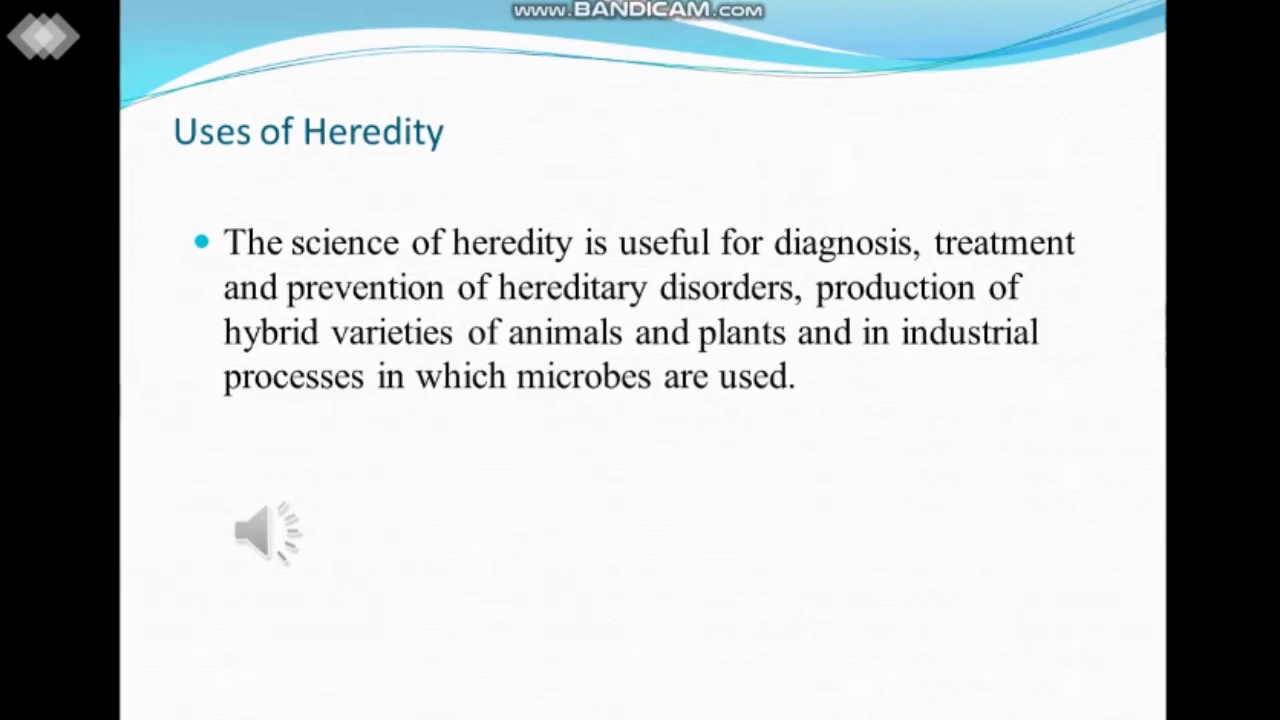 www.BANDICAM.com
Uses of Heredity
• The science of heredity is useful for diagnosis, treatment
and prevention of hereditary disorders, production of
hybrid varieties of animals and plants and in industrial
processes in which microbes are used.